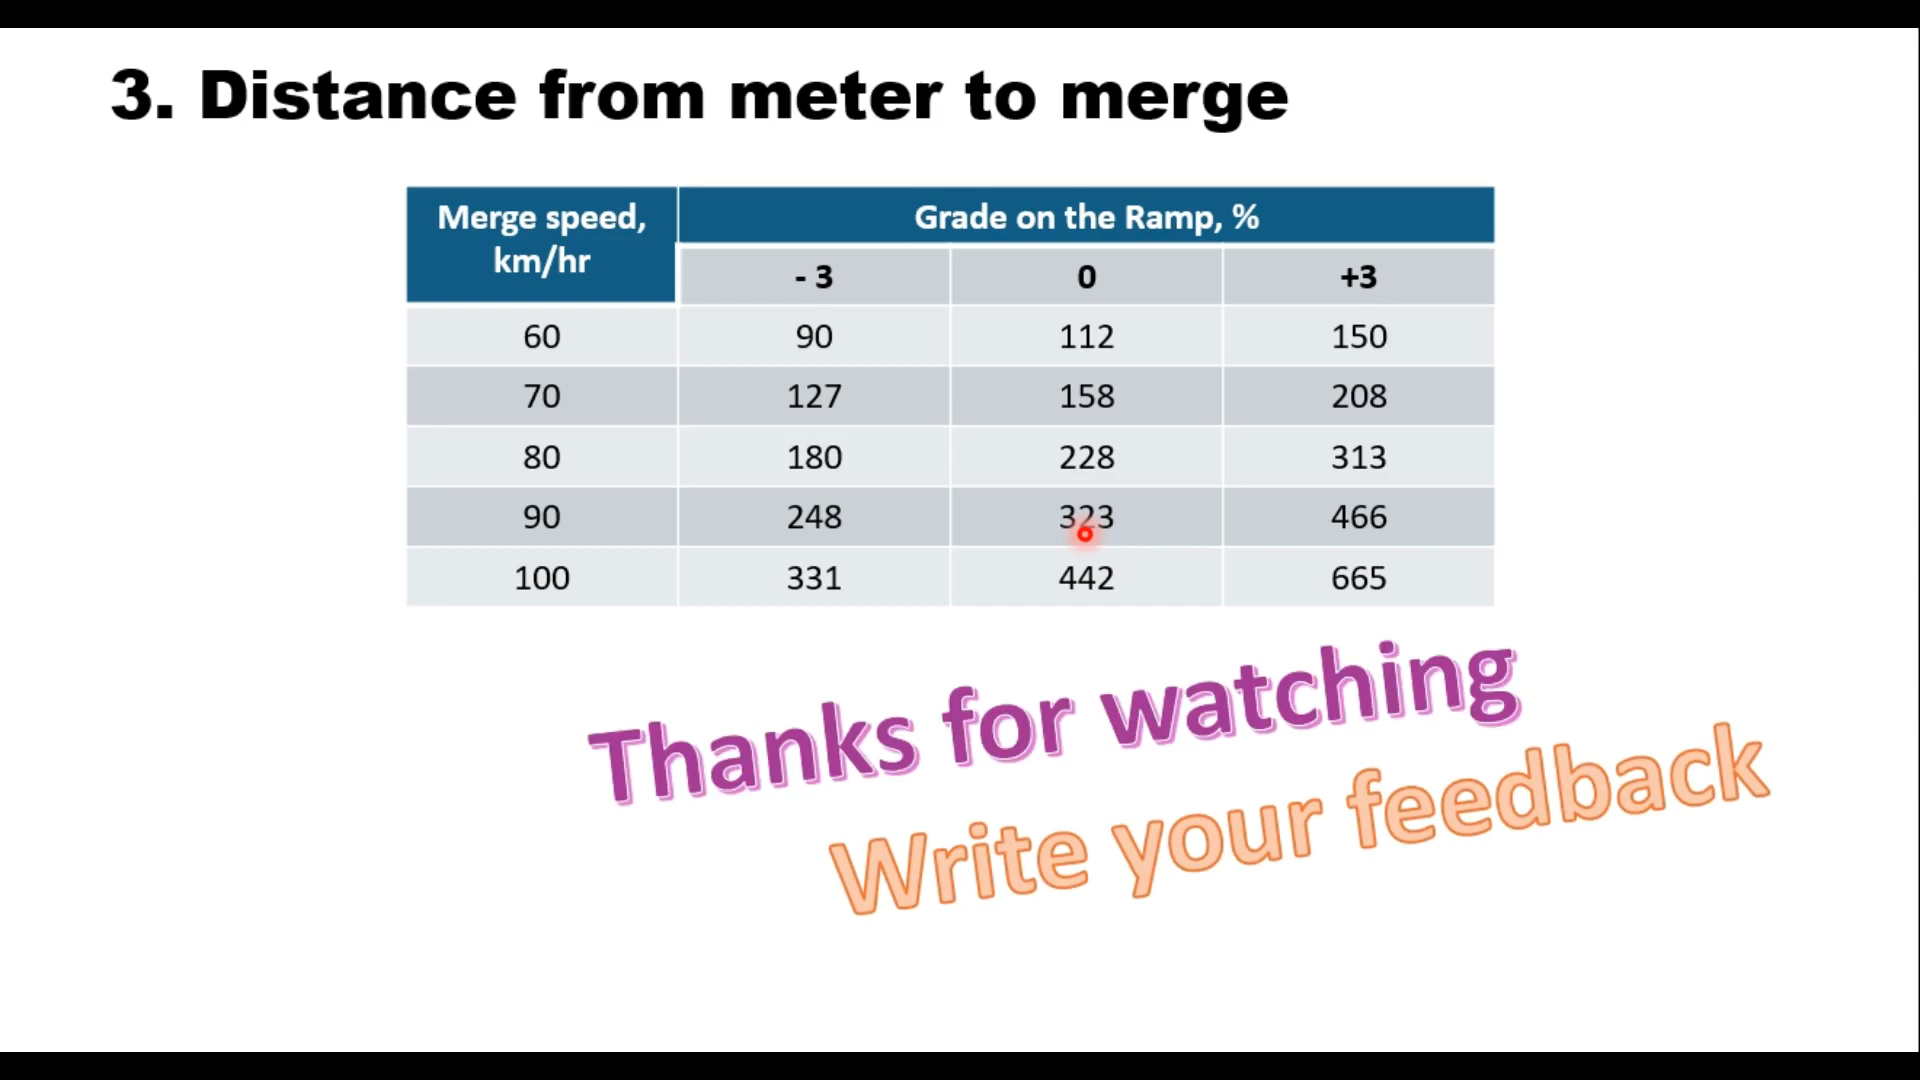 3. Distance from meter to merge
Merge speed, km/hr Grade on the Ramp, %
- 3 0 +3
60 90 112 150
70 127 158 208
80 180 228 313
90 248 323 466
100 331 442 665
Thanks for watching
Write your feedback